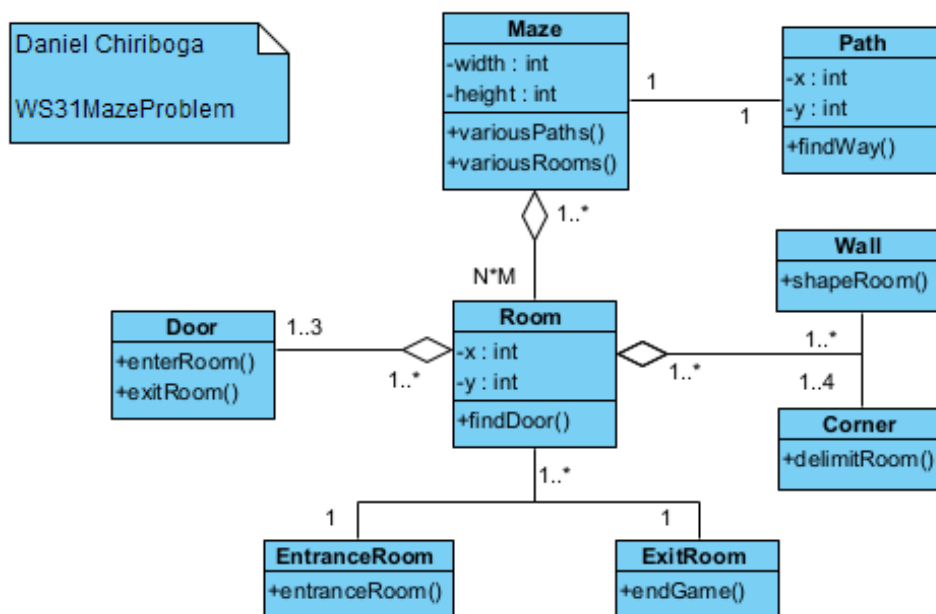 Daniel Chiriboga
WS31MazeProblem
Maze
-width : int
-height : int
+variousPaths()
+variousRooms()
1
1
Path
-x : int
-y : int
+findWay()
1..*
N*M
Wall
+shapeRoom()
Door
+enterRoom()
+exitRoom()
1..3
1..*
Room
-x : int
-y : int
+findDoor()
1..*
1..*
1..4
Corner
+delimitRoom()
1..*
1
1
EntranceRoom
+entranceRoom()
ExitRoom
+endGame()